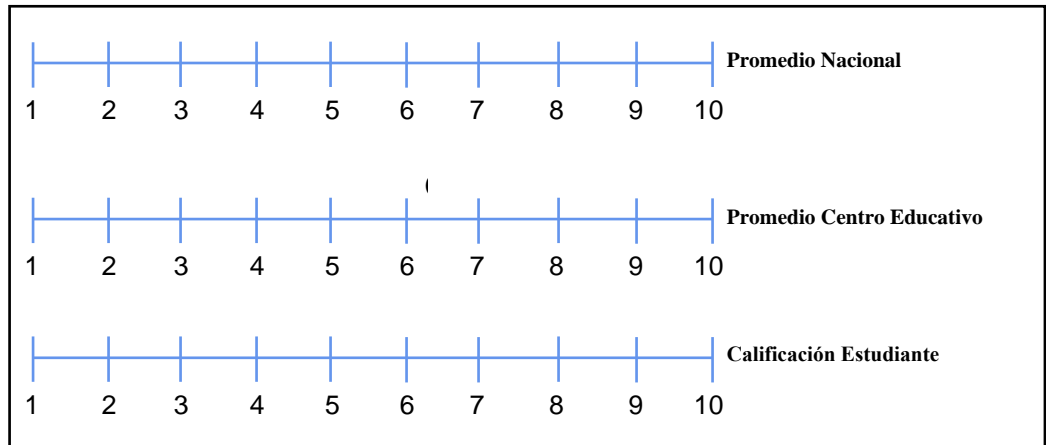 Promedio Nacional
1 2 3 4 5 6 7 8 9 10
Promedio Centro Educativo
1 2 3 4 5 6 7 8 9 10
Calificación Estudiante
1 2 3 4 5 6 7 8 9 10